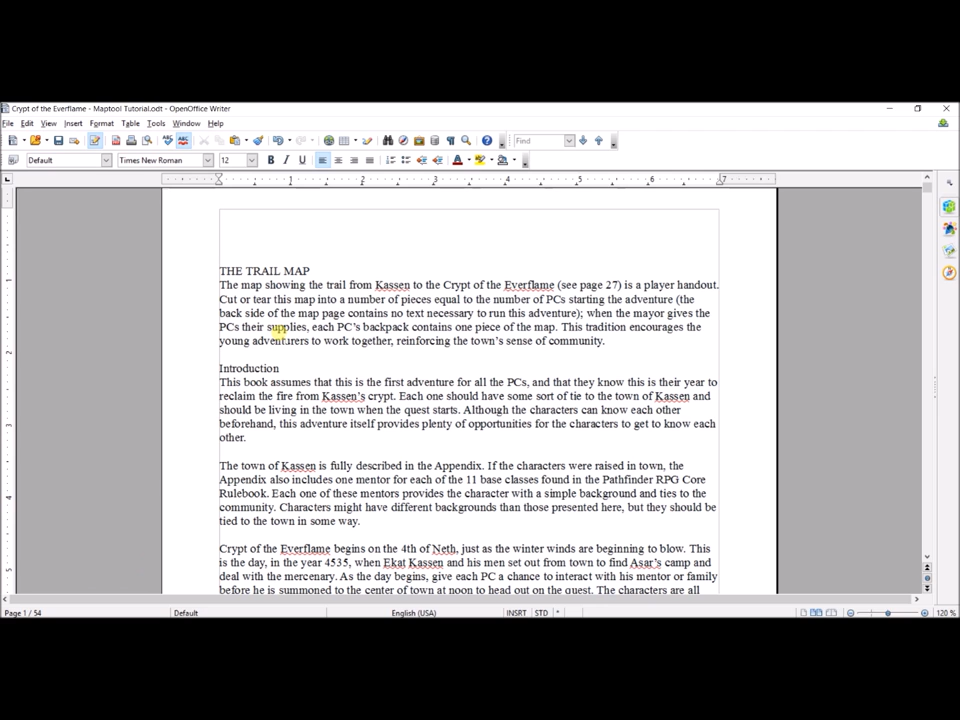 Crypt of the Everflame - Maptool Tutorial.odt - OpenOffice Writer
File Edit View Insert Format Table Tools Window Help
Find
Default Times New Roman 12 B I U A
1 2 3 4 5 6 7
THE TRAIL MAP
The map showing the trail from Kassen to the Crypt of the Everflame (see page 27) is a player handout.
Cut or tear this map into a number of pieces equal to the number of PCs starting the adventure (the
back side of the map page contains no text necessary to run this adventure); when the mayor gives the
PCs their supplies, each PC's backpack contains one piece of the map. This tradition encourages the
young adventurers to work together, reinforcing the town's sense of community.
Introduction
This book assumes that this is the first adventure for all the PCs, and that they know this is their year to
reclaim the fire from Kassen's crypt. Each one should have some sort of tie to the town of Kassen and
should be living in the town when the quest starts. Although the characters can know each other
beforehand, this adventure itself provides plenty of opportunities for the characters to get to know each
other.
The town of Kassen is fully described in the Appendix. If the characters were raised in town, the
Appendix also includes one mentor for each of the 11 base classes found in the Pathfinder RPG Core
Rulebook. Each one of these mentors provides the character with a simple background and ties to the
community. Characters might have different backgrounds than those presented here, but they should be
tied to the town in some way.
Crypt of the Everflame begins on the 4th of Neth, just as the winter winds are beginning to blow. This
is the day, in the year 4535, when Ekat Kassen and his men set out from town to find Asar's camp and
deal with the mercenary. As the day begins, give each PC a chance to interact with his mentor or family
before he is summoned to the center of town at noon to head out on the quest. The characters are all
1
2
3
4
5
Page 1 / 54 Default English (USA) INSRT STD * 120 %